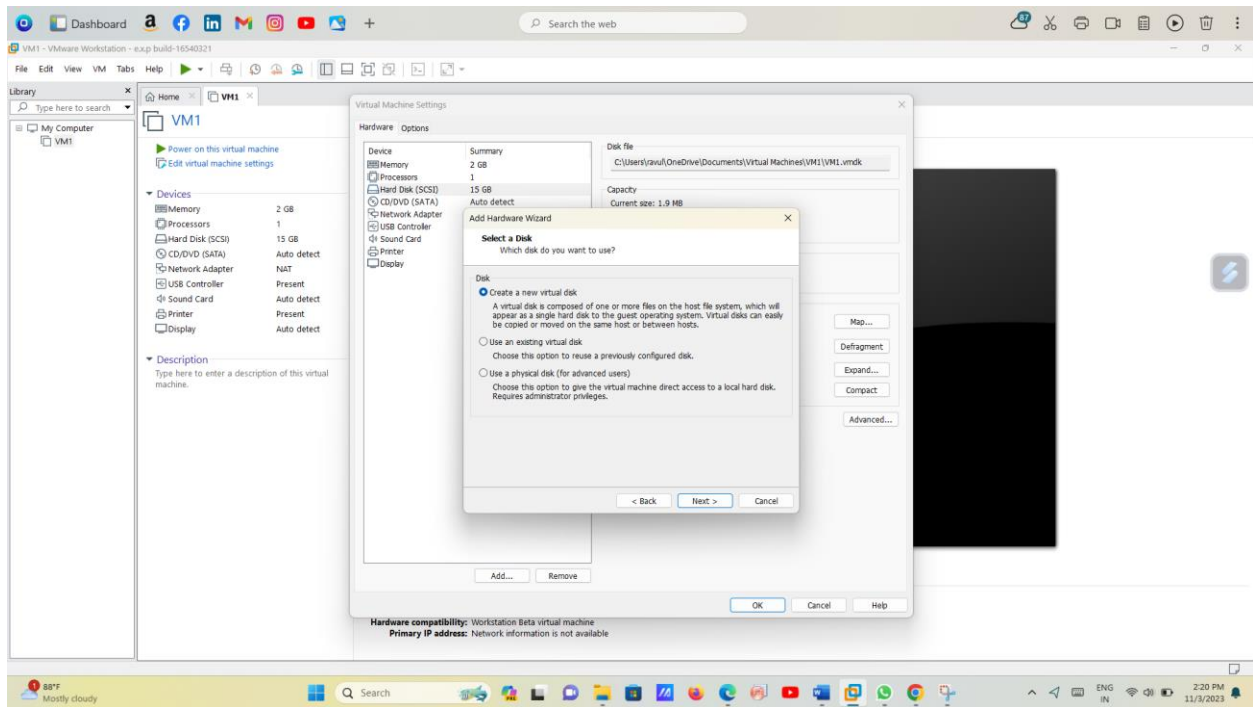 Dashboard
Search the web
87
VM1 - VMware Workstation - e.x.p build-16540321
File Edit View VM Tabs Help
Library
Type here to search
My Computer
VM1
Home
VM1
VM1
Power on this virtual machine
Edit virtual machine settings
Devices
Memory 2 GB
Processors 1
Hard Disk (SCSI) 15 GB
CD/DVD (SATA) Auto detect
Network Adapter NAT
USB Controller Present
Sound Card Auto detect
Printer Present
Display Auto detect
Description
Type here to enter a description of this virtual
machine.
Virtual Machine Settings
Hardware Options
Device Summary
Memory 2 GB
Processors 1
Hard Disk (SCSI) 15 GB
CD/DVD (SATA) Auto detect
Network Adapter
USB Controller
Sound Card
Printer
Display
Disk file
C:\Users\ravul\OneDrive\Documents\Virtual Machines\VM1\VM1.vmdk
Capacity
Current size: 1.9 MB
Add Hardware Wizard
Select a Disk
Which disk do you want to use?
Disk
Create a new virtual disk
A virtual disk is composed of one or more files on the host file system, which will
appear as a single hard disk to the guest operating system. Virtual disks can easily
be copied or moved on the same host or between hosts.
Use an existing virtual disk
Choose this option to reuse a previously configured disk.
Use a physical disk (for advanced users)
Choose this option to give the virtual machine direct access to a local hard disk.
Requires administrator privileges.
< Back Next > Cancel
Map...
Defragment
Expand...
Compact
Advanced...
Add... Remove
OK Cancel Help
Hardware compatibility: Workstation Beta virtual machine
Primary IP address: Network information is not available
1
88°F
Mostly cloudy
Search
ENG
IN
2:20 PM
11/3/2023